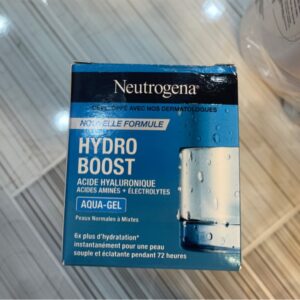 Neutrogena®
DÉVELOPPÉ AVEC NOS DERMATOLOGUES
NOUVELLE FORMULE
HYDRO
BOOST
ACIDE HYALURONIQUE
ACIDES AMINÉS + ÉLECTROLYTES
AQUA-GEL
Peaux Normales à Mixtes
6x plus d'hydratation*
instantanément pour une peau
souple et éclatante pendant 72 heures